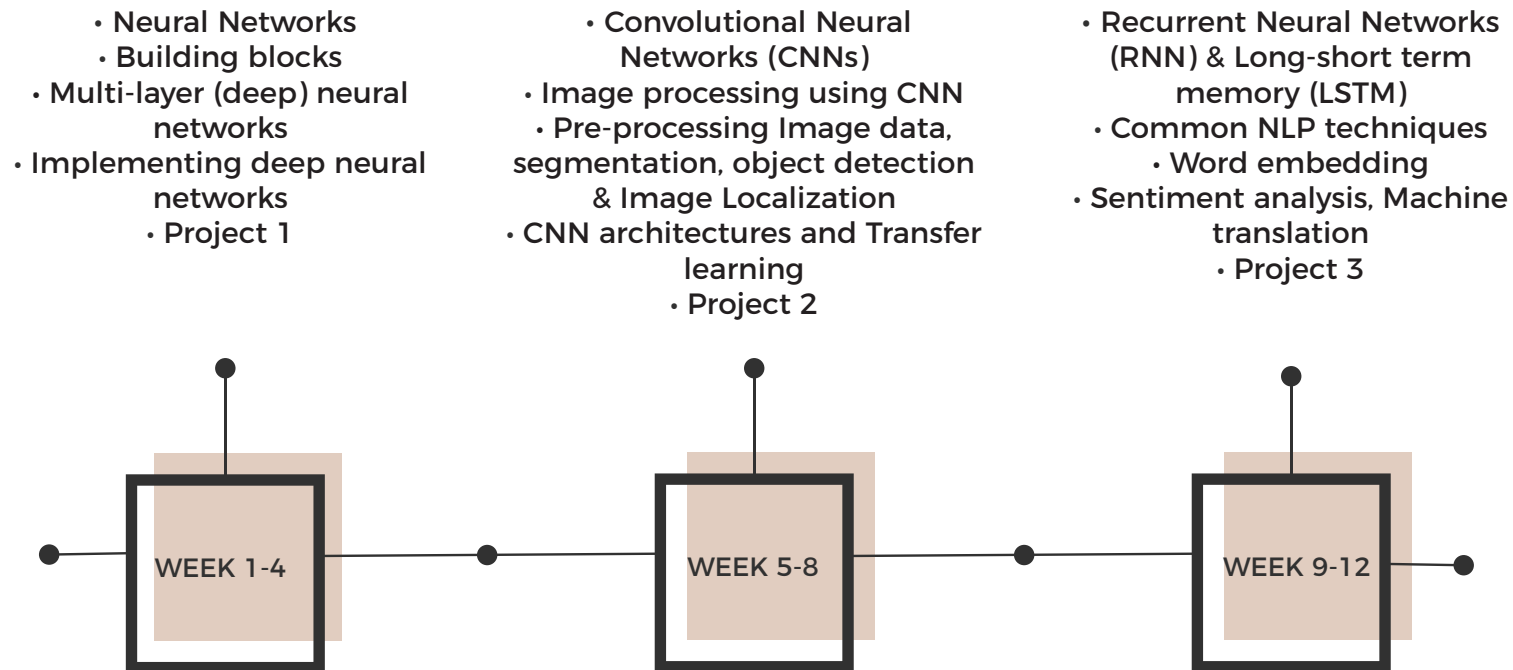 • Neural Networks
• Building blocks
• Multi-layer (deep) neural
networks
• Implementing deep neural
networks
• Project 1
• Convolutional Neural
Networks (CNNs)
• Image processing using CNN
• Pre-processing Image data,
segmentation, object detection
& Image Localization
• CNN architectures and Transfer
learning
• Project 2
• Recurrent Neural Networks
(RNN) & Long-short term
memory (LSTM)
• Common NLP techniques
• Word embedding
• Sentiment analysis, Machine
translation
• Project 3
WEEK 1-4
WEEK 5-8
WEEK 9-12